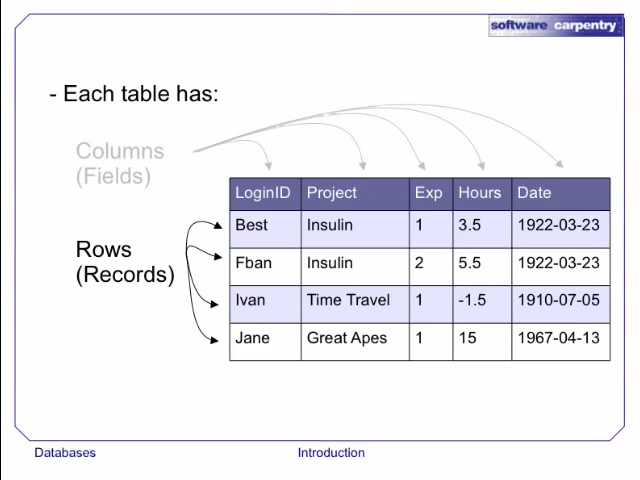 software carpentry
- Each table has:
Columns
(Fields)
Rows
(Records)
LoginID Project Exp Hours Date
Best Insulin 1 3.5 1922-03-23
Fban Insulin 2 5.5 1922-03-23
Ivan Time Travel 1 -1.5 1910-07-05
Jane Great Apes 1 15 1967-04-13
Databases Introduction